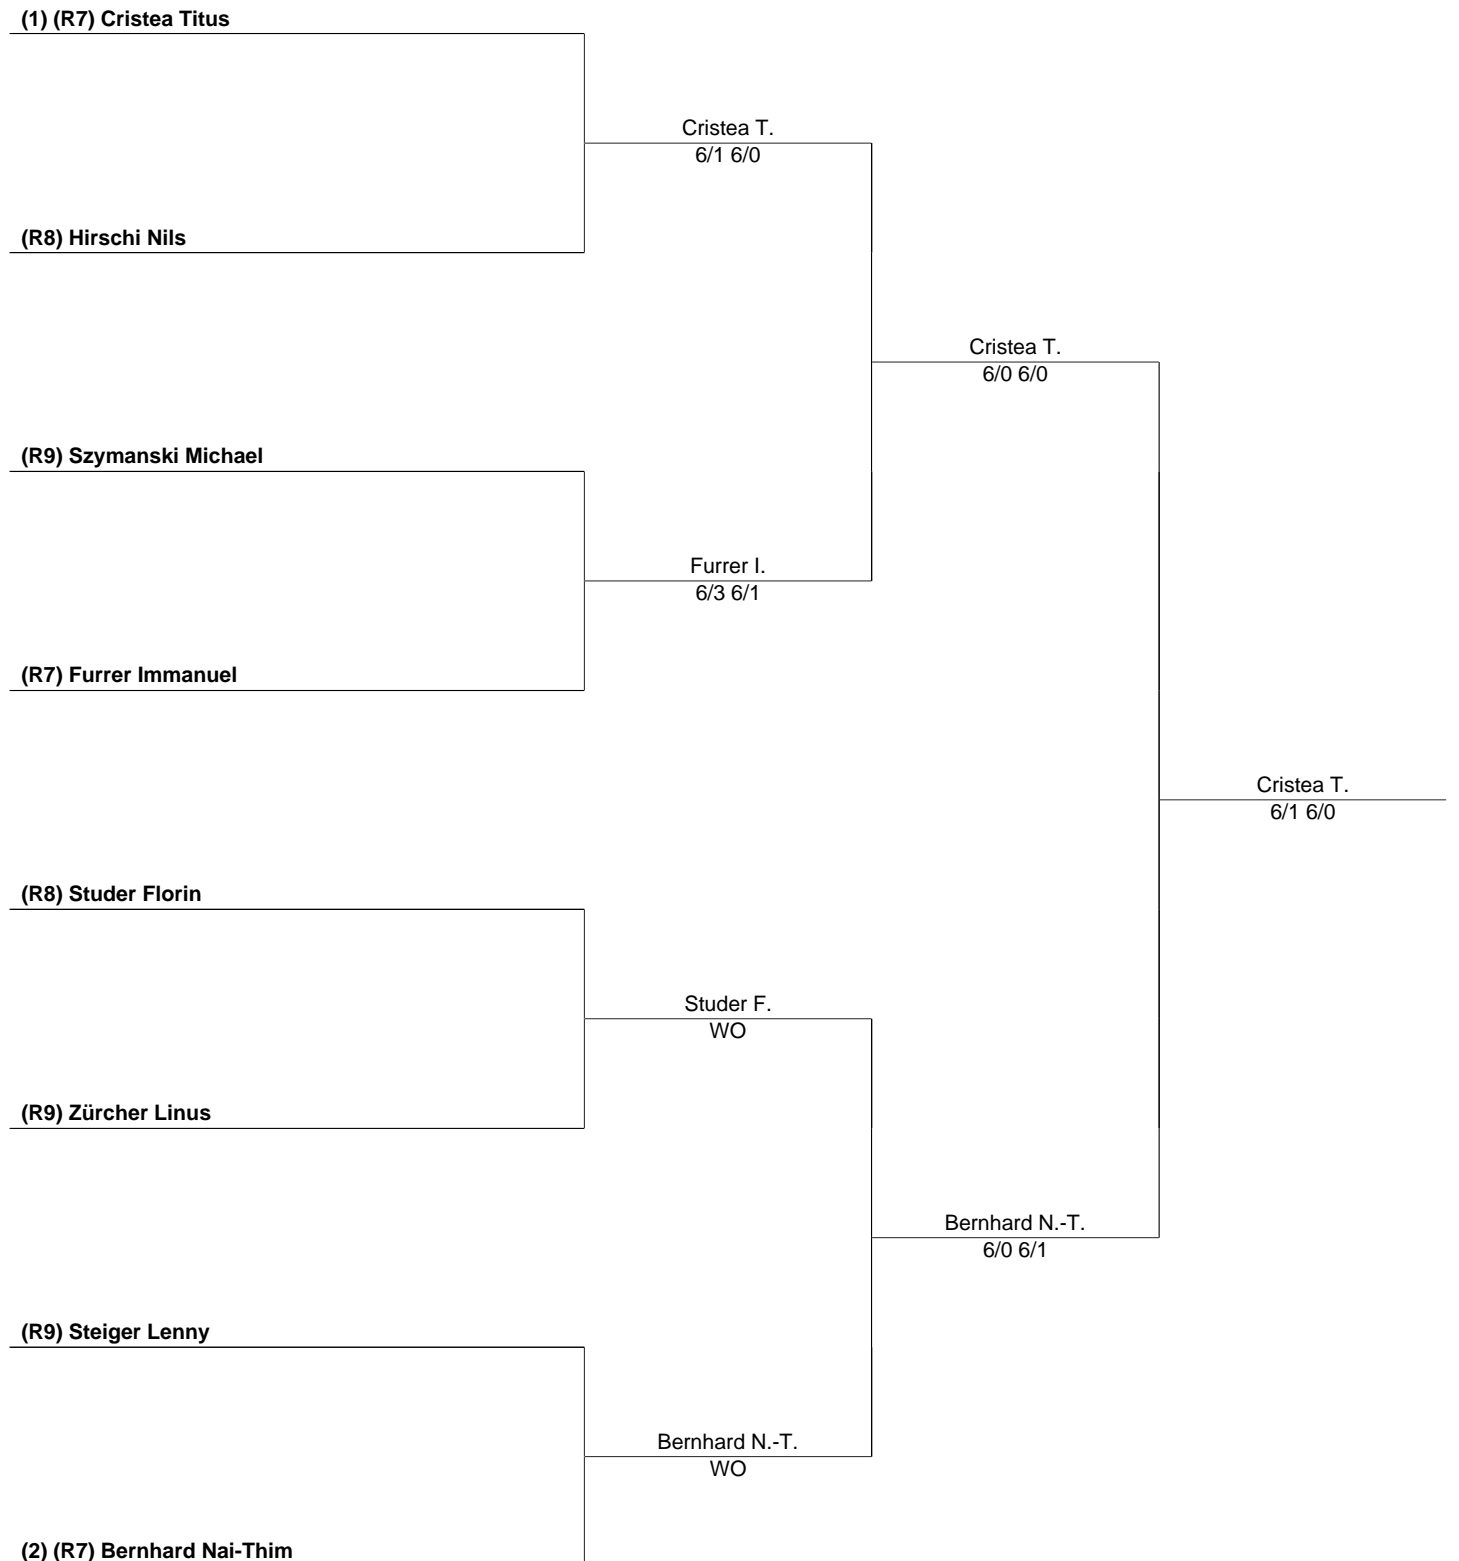 (1) (R7) Cristea Titus
Cristea T.
6/1 6/0
(R8) Hirschi Nils
Cristea T.
6/0 6/0
(R9) Szymanski Michael
Furrer I.
6/3 6/1
(R7) Furrer Immanuel
Cristea T.
6/1 6/0
(R8) Studer Florin
Studer F.
WO
(R9) Zürcher Linus
Bernhard N.-T.
6/0 6/1
(R9) Steiger Lenny
Bernhard N.-T.
WO
(2) (R7) Bernhard Nai-Thim